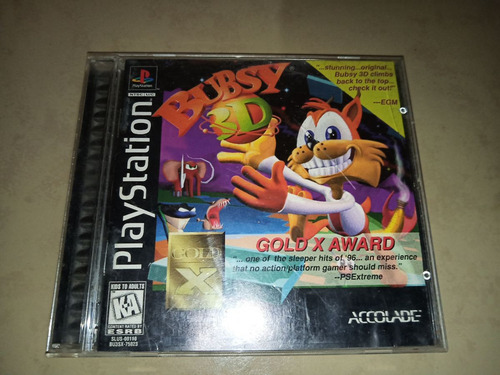 PlayStation
PlayStation
BUBSY
3D
"...stunning...original...
Bubsy 3D climbs
back to the top...
check it out!"
---EGM
GOLD X AWARD
"... one of the sleeper hits of '96... an experience
that no action/platform gamer should miss."
--PSExtreme
GOLD
X
KIDS TO ADULTS
K-A
CONTENT RATED BY
ESRB
ACCOLADE